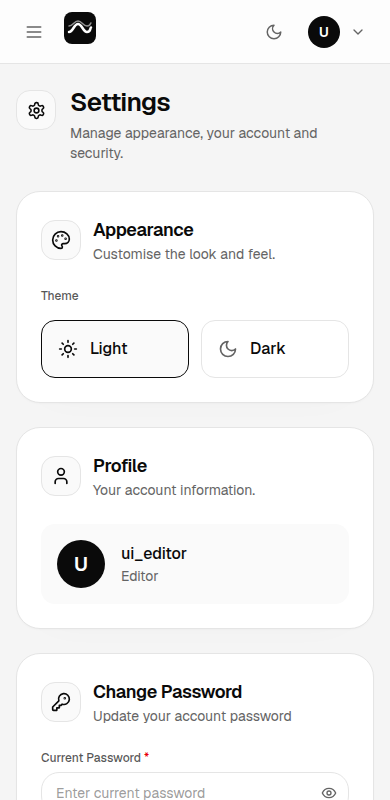 U
Settings
Manage appearance, your account and
security.
Appearance
Customise the look and feel.
Theme
Light
Dark
Profile
Your account information.
U
ui_editor
Editor
Change Password
Update your account password
Current Password *
Enter current password